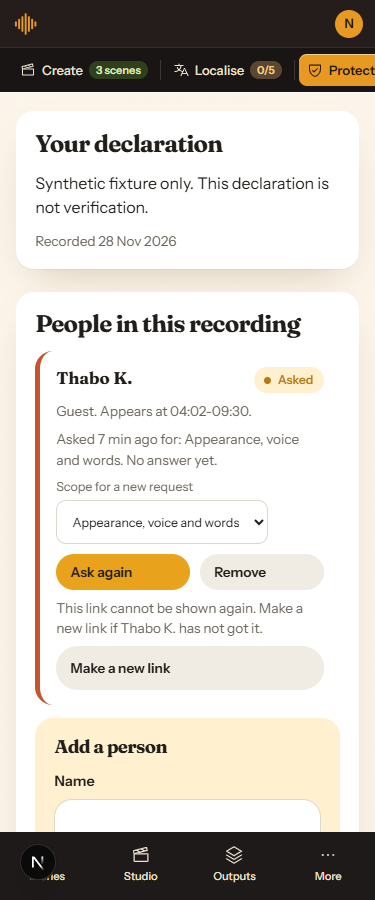 N
Create 3 scenes
Localise 0/5
Protect
Your declaration
Synthetic fixture only. This declaration is
not verification.
Recorded 28 Nov 2026
People in this recording
Thabo K.
Asked
Guest. Appears at 04:02-09:30.
Asked 7 min ago for: Appearance, voice
and words. No answer yet.
Scope for a new request
Appearance, voice and words
Ask again
Remove
This link cannot be shown again. Make a
new link if Thabo K. has not got it.
Make a new link
Add a person
Name
N
Studio
Outputs
More